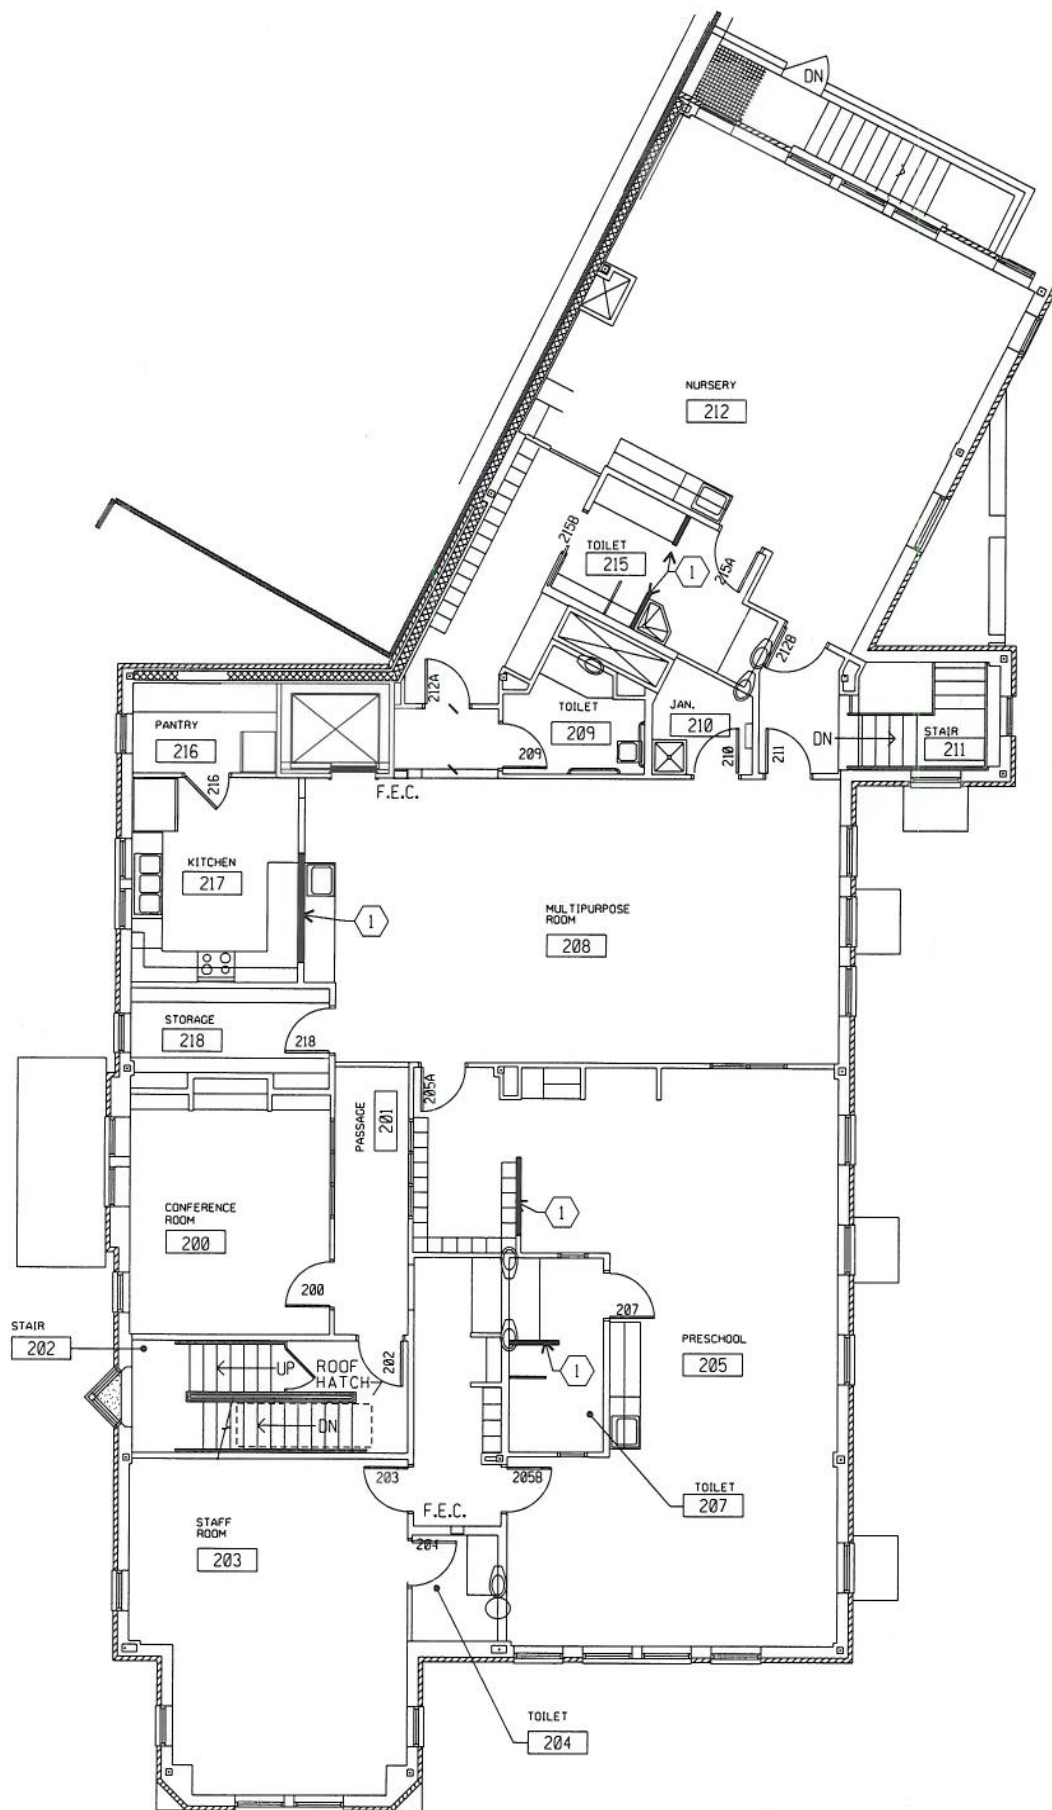 DN
NURSERY
212
215B
TOILET
215
1
215A
212B
212A
TOILET
209
209
JAN.
210
210
211
DN
STAIR
211
PANTRY
216
216
F.E.C.
KITCHEN
217
1
MULTIPURPOSE
ROOM
208
STORAGE
218
218
205A
PASSAGE
201
CONFERENCE
ROOM
200
200
1
207
STAIR
202
UP
ROOF
HATCH
202
DN
1
PRESCHOOL
205
TOILET
207
203
205B
F.E.C.
STAFF
ROOM
203
204
TOILET
204